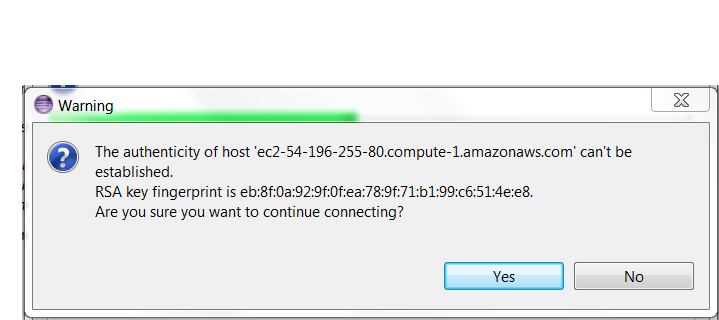 Warning
The authenticity of host 'ec2-54-196-255-80.compute-1.amazonaws.com' can't be
established.
RSA key fingerprint is eb:8f:0a:92:9f:0f:ea:78:9f:71:b1:99:c6:51:4e:e8.
Are you sure you want to continue connecting?
Yes No